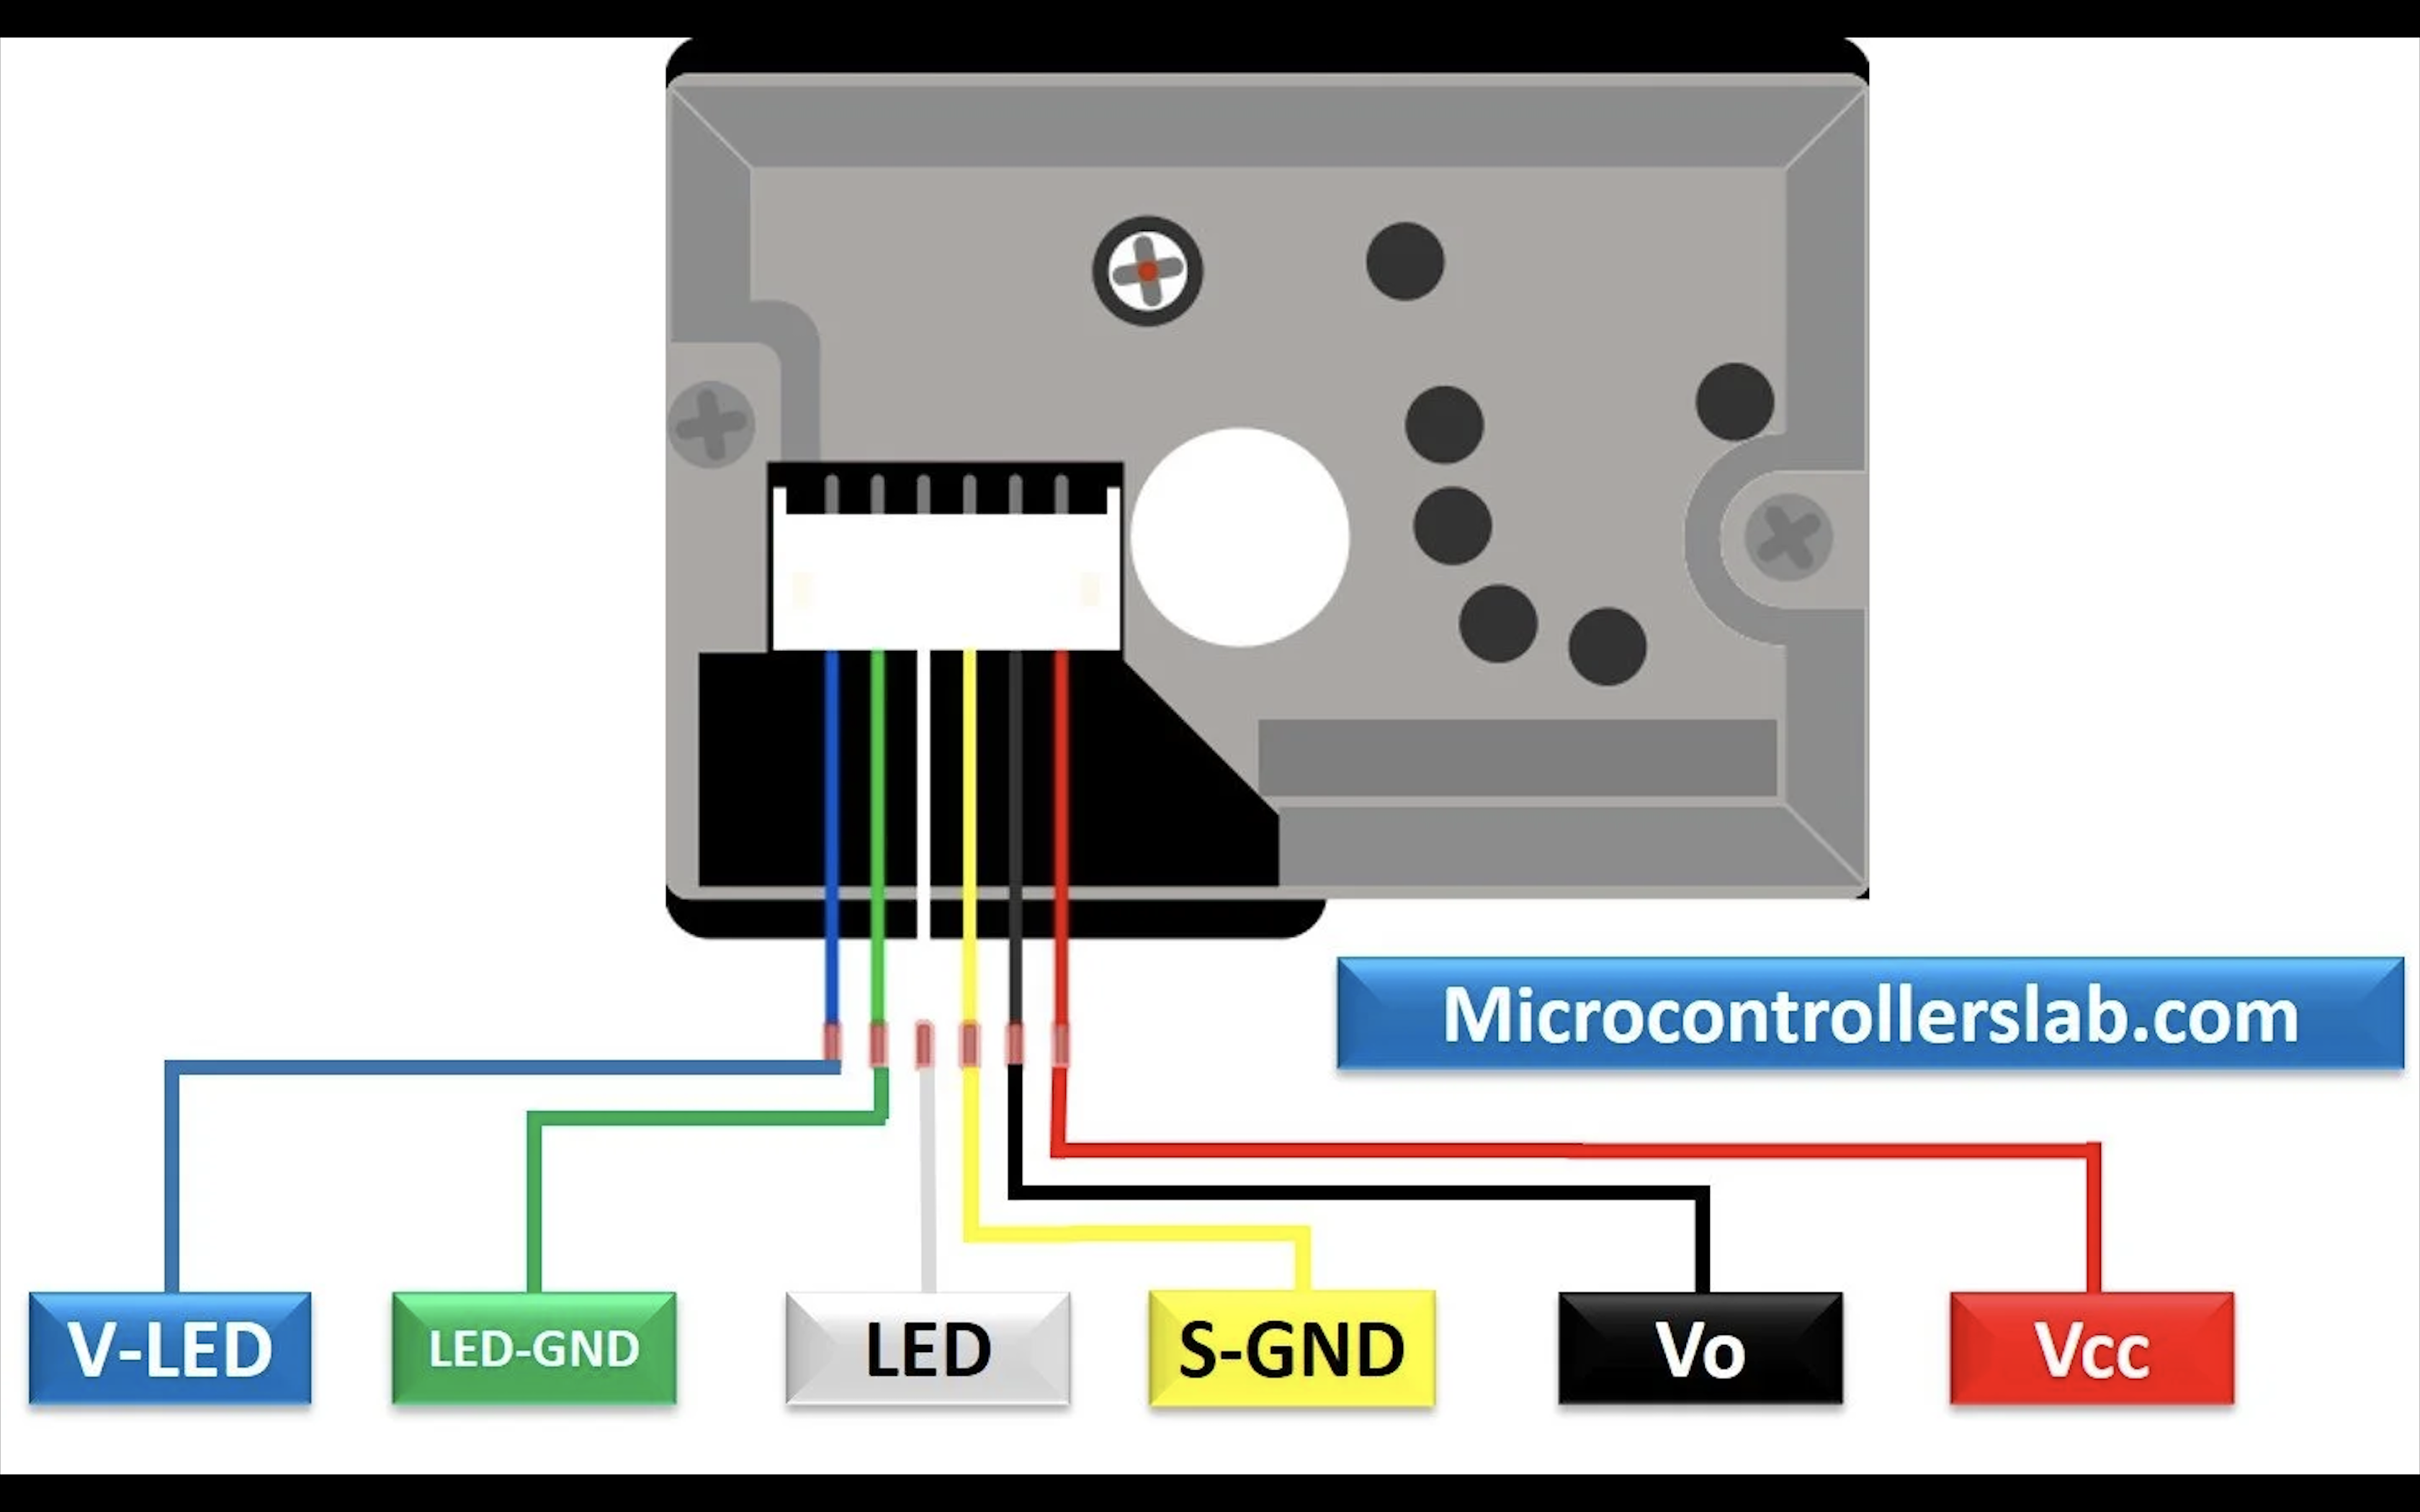 Microcontrollerslab.com
V-LED
LED-GND
LED
S-GND
Vo
Vcc